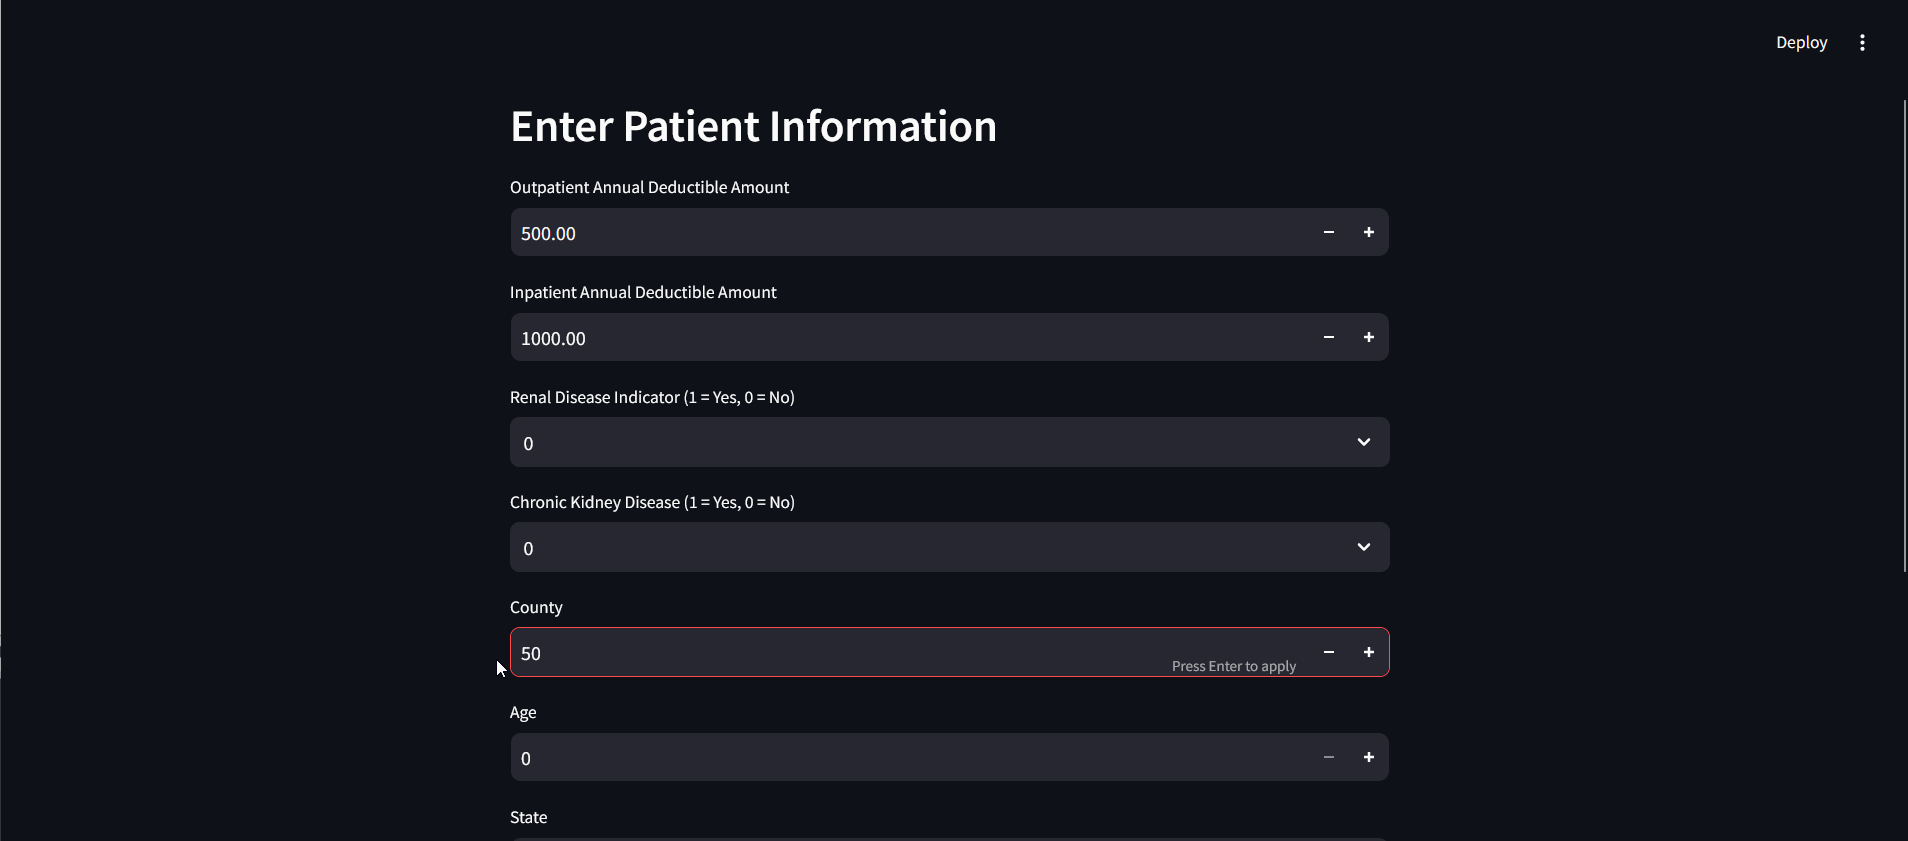 Deploy
Enter Patient Information
Outpatient Annual Deductible Amount
500.00
Inpatient Annual Deductible Amount
1000.00
Renal Disease Indicator (1 = Yes, 0 = No)
0
Chronic Kidney Disease (1 = Yes, 0 = No)
0
County
50
Press Enter to apply
Age
0
State